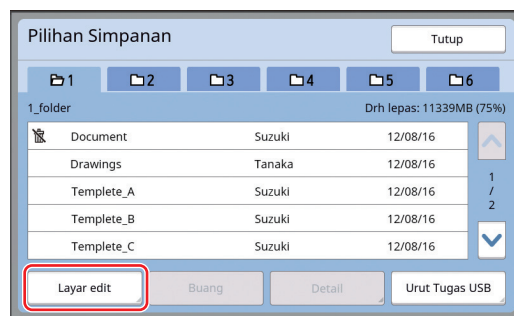 Pilihan Simpanan Tutup
1 2 3 4 5 6
1_folder Drh lepas: 11339MB (75%)
Document Suzuki 12/08/16
Drawings Tanaka 12/08/16
Templete_A Suzuki 12/08/16
Templete_B Suzuki 12/08/16
Templete_C Suzuki 12/08/16
1
/
2
Layar edit Buang Detail Urut Tugas USB